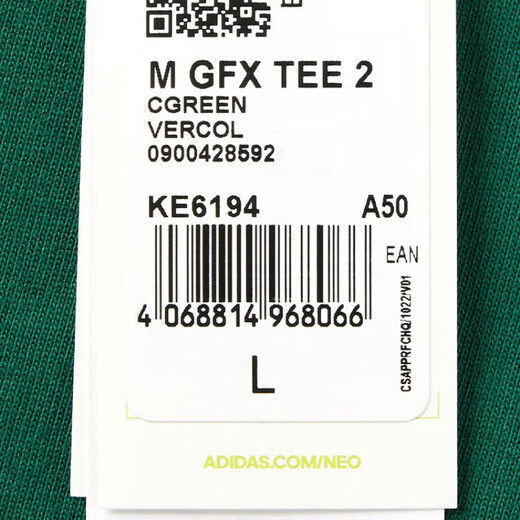 M GFX TEE 2
CGREEN
VERCOL
0900428592
KE6194 A50
EAN
4 068814 968066
CSAPPRFCHQ/1022/V01
L
ADIDAS.COM/NEO